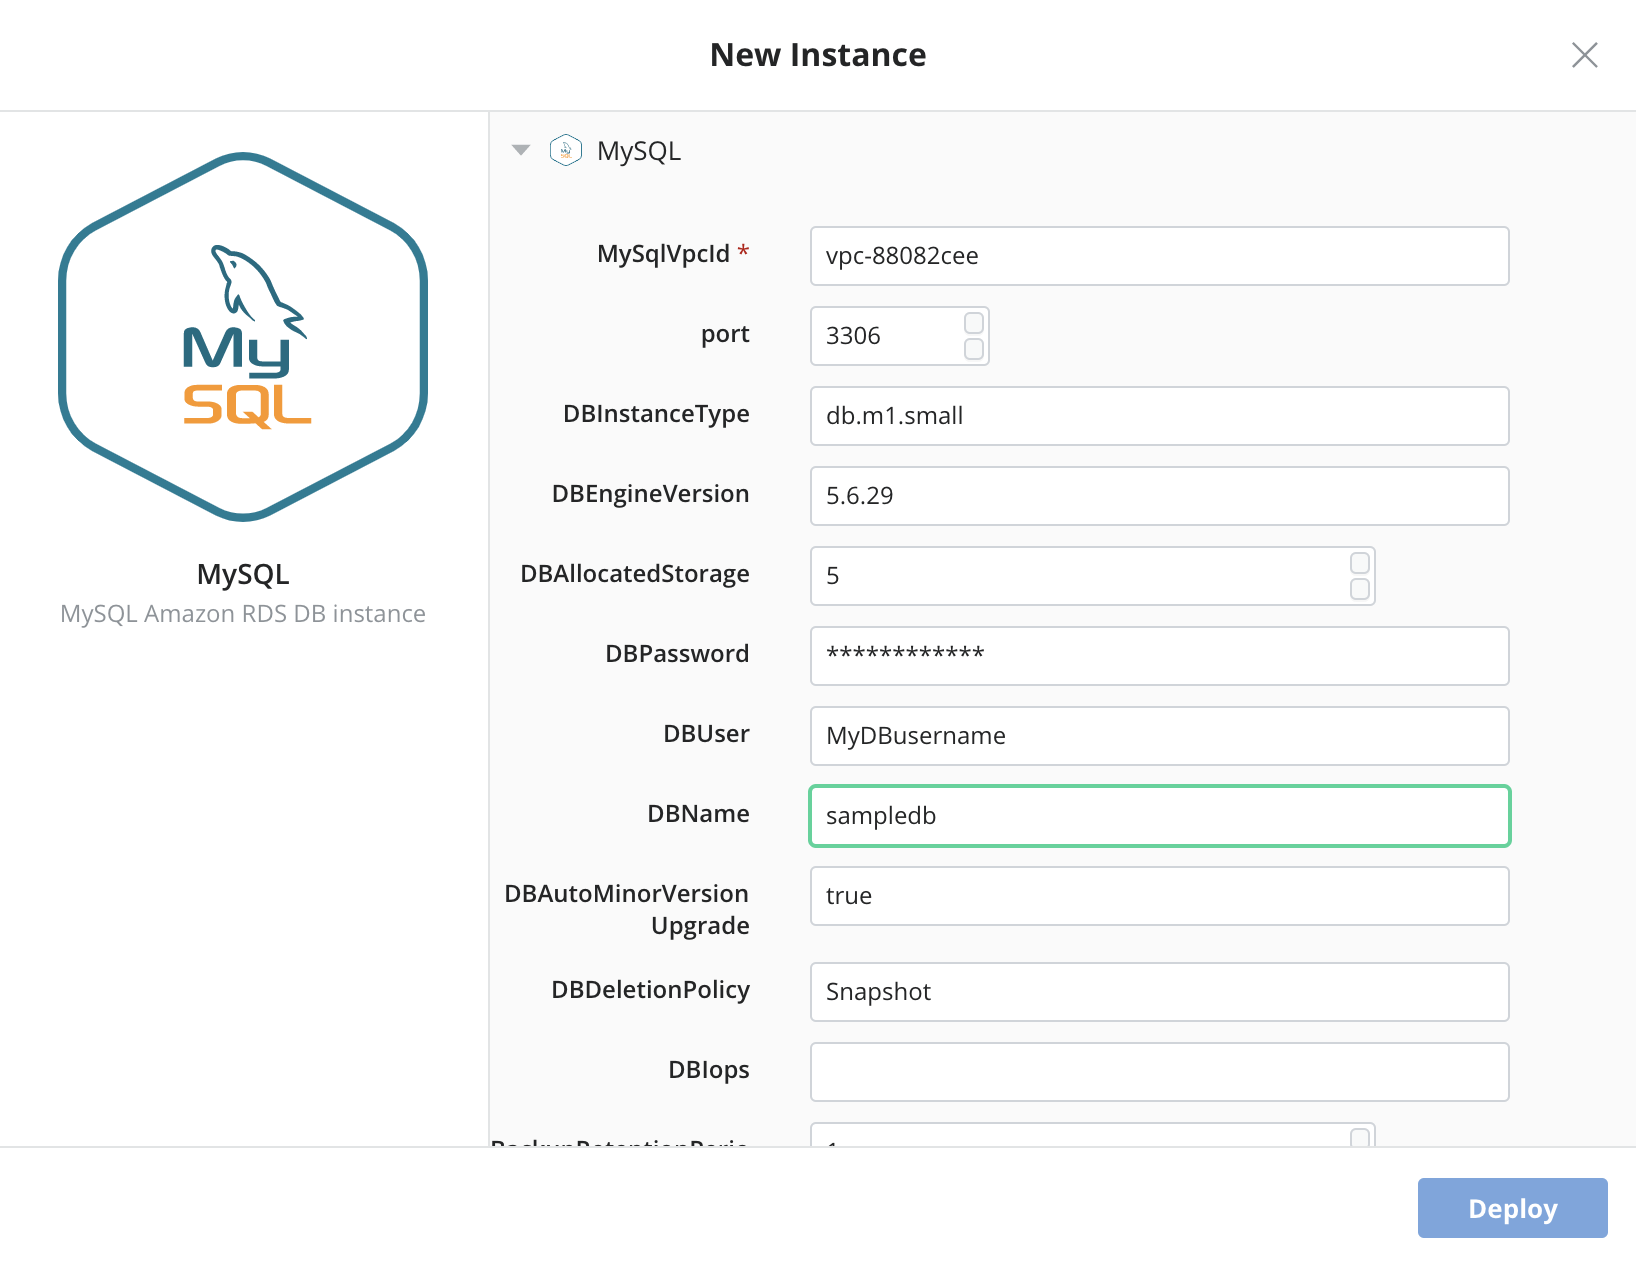 New Instance
MySQL
My
SQL
MySQL
MySQL Amazon RDS DB instance
MySqlVpcId *
vpc-88082cee
port
3306
DBInstanceType
db.m1.small
DBEngineVersion
5.6.29
DBAllocatedStorage
5
DBPassword
************
DBUser
MyDBusername
DBName
sampledb
DBAutoMinorVersion
Upgrade
true
DBDeletionPolicy
Snapshot
DBIops
BackupRetentionPerio
1
Deploy